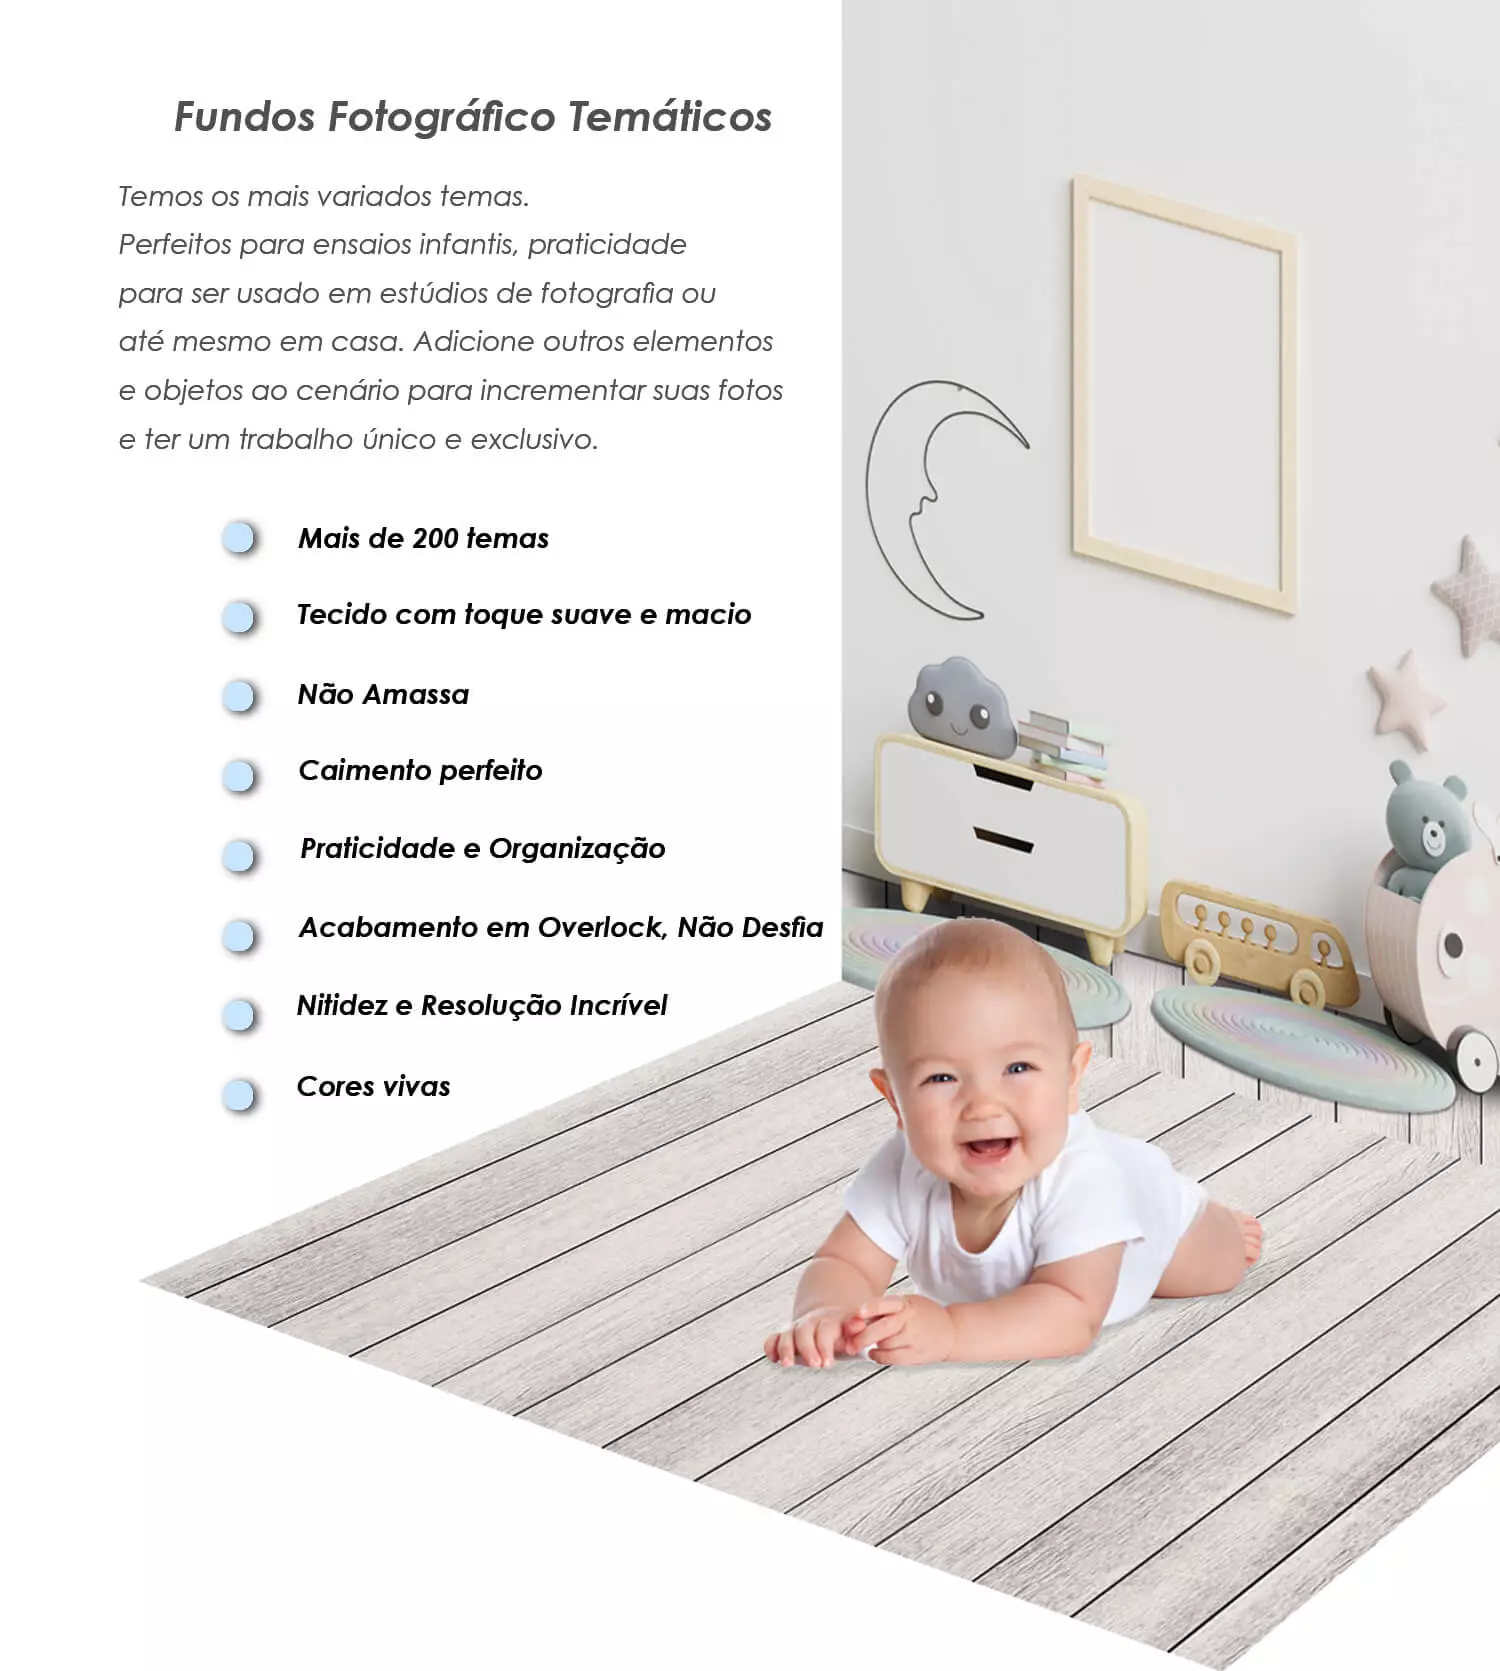 Fundos Fotográfico Temáticos
Temos os mais variados temas.
Perfeitos para ensaios infantis, praticidade
para ser usado em estúdios de fotografia ou
até mesmo em casa. Adicione outros elementos
e objetos ao cenário para incrementar suas fotos
e ter um trabalho único e exclusivo.
Mais de 200 temas
Tecido com toque suave e macio
Não Amassa
Caimento perfeito
Praticidade e Organização
Acabamento em Overlock, Não Desfia
Nitidez e Resolução Incrível
Cores vivas